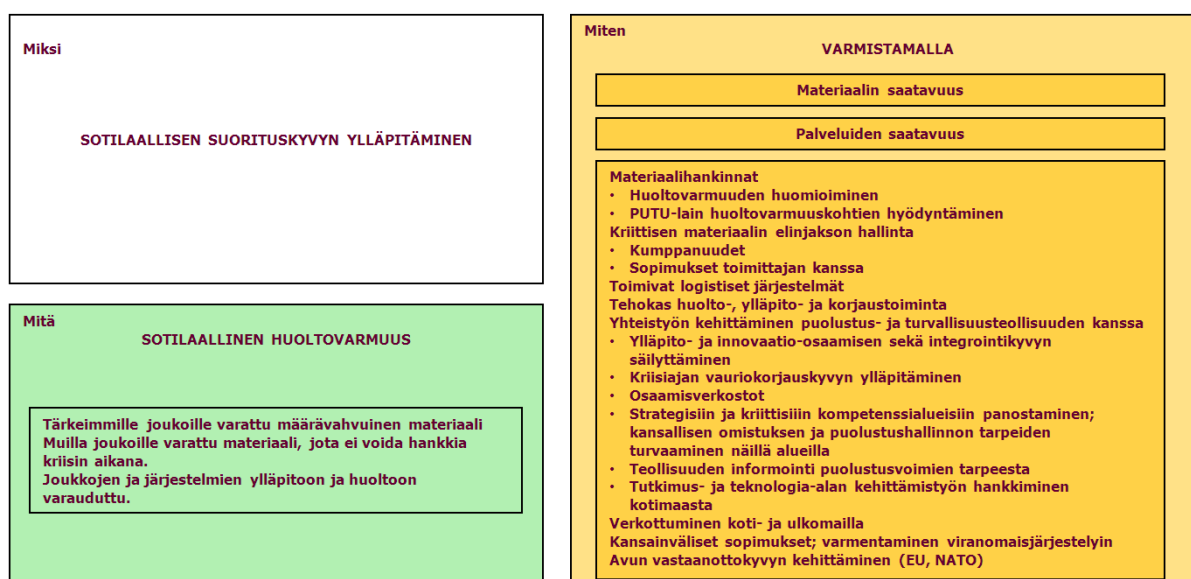 Miksi
SOTILAALLISEN SUORITUSKYVYN YLLÄPITÄMINEN
Mitä
SOTILAALLINEN HUOLTOVARMUUS
Tärkeimmille joukoille varattu määrävahvuinen materiaali
Muilla joukoille varattu materiaali, jota ei voida hankkia
kriisin aikana.
Joukkojen ja järjestelmien ylläpitoon ja huoltoon
varauduttu.
Miten
VARMISTAMALLA
Materiaalin saatavuus
Palveluiden saatavuus
Materiaalihankinnat
• Huoltovarmuuden huomioiminen
• PUTU-lain huoltovarmuuskohtien hyödyntäminen
Kriittisen materiaalin elinjakson hallinta
• Kumppanuudet
• Sopimukset toimittajan kanssa
Toimivat logistiset järjestelmät
Tehokas huolto-, ylläpito- ja korjaustoiminta
Yhteistyön kehittäminen puolustus- ja turvallisuusteollisuuden kanssa
• Ylläpito- ja innovaatio-osaamisen sekä integrointikyvyn
säilyttäminen
• Kriisiajan vauriokorjauskyvyn ylläpitäminen
• Osaamisverkostot
• Strategisiin ja kriittisiiin kompetenssialueisiin panostaminen;
kansallisen omistuksen ja puolustushallinnon tarpeiden
turvaaminen näillä alueilla
• Teollisuuden informointi puolustusvoimien tarpeesta
• Tutkimus- ja teknologia-alan kehittämistyön hankkiminen
kotimaasta
Verkottuminen koti- ja ulkomailla
Kansainväliset sopimukset; varmentaminen viranomaisjärjestelyin
Avun vastaanottokyvyn kehittäminen (EU, NATO)